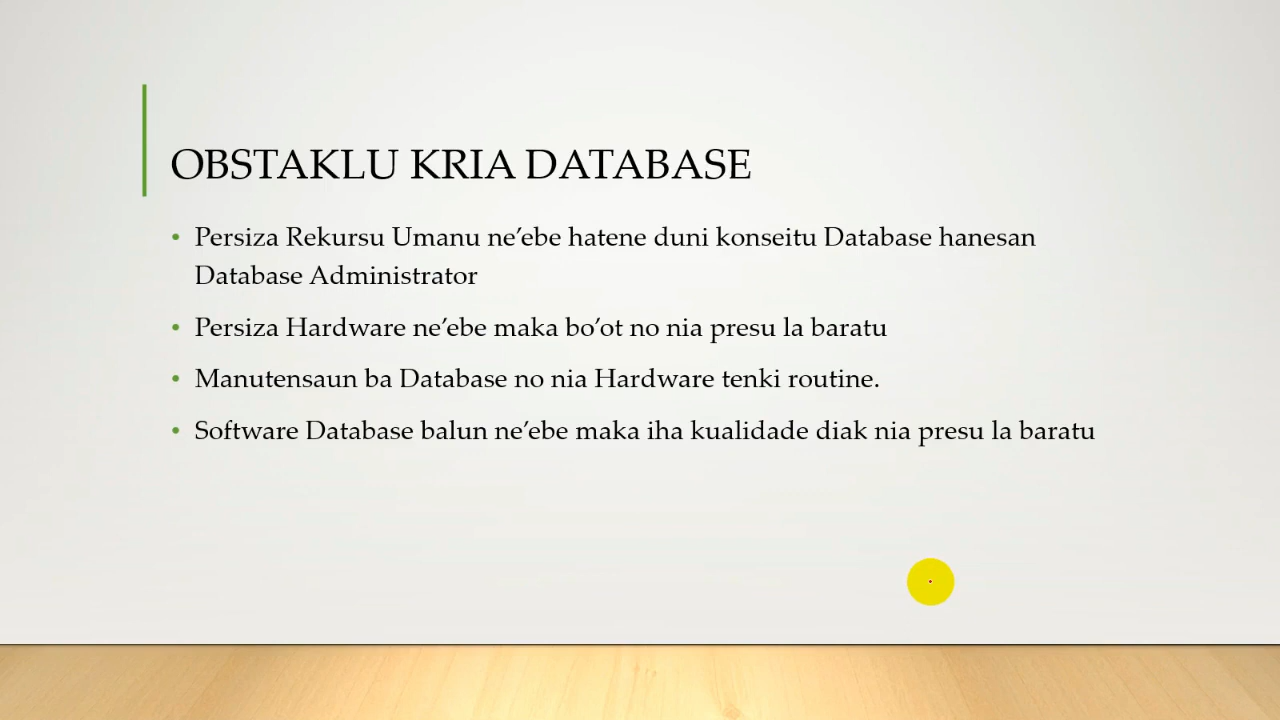 OBSTAKLU KRIA DATABASE
• Persiza Rekursu Umanu ne’ebe hatene duni konseitu Database hanesan
Database Administrator
• Persiza Hardware ne’ebe maka bo’ot no nia presu la baratu
• Manutensaun ba Database no nia Hardware tenki routine.
• Software Database balun ne’ebe maka iha kualidade diak nia presu la baratu